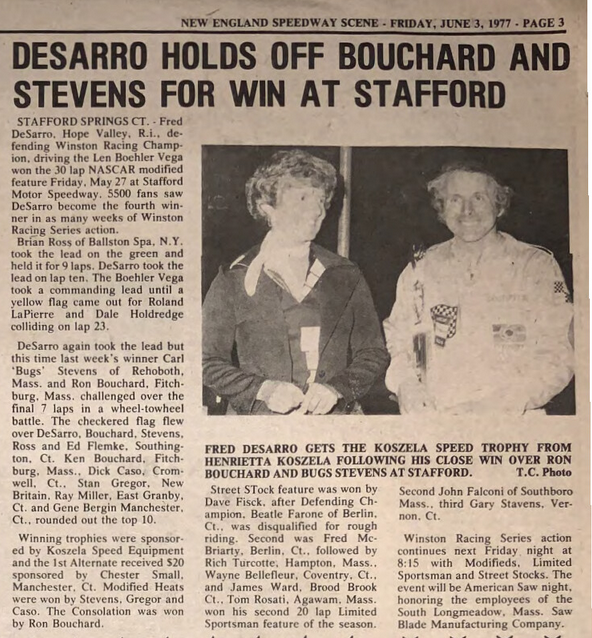 NEW ENGLAND SPEEDWAY SCENE - FRIDAY, JUNE 3, 1977 - PAGE 3
DESARRO HOLDS OFF BOUCHARD AND
STEVENS FOR WIN AT STAFFORD
STAFFORD SPRINGS CT. - Fred
DeSarro, Hope Valley, R.i., de-
fending Winston Racing Champ-
ion, driving the Len Boehler Vega
won the 30 lap NASCAR modified
feature Friday, May 27 at Stafford
Motor Speedway. 5500 fans saw
DeSarro become the fourth win-
ner in as many weeks of Winston
Racing Series action.
Brian Ross of Ballston Spa, N.Y.
took the lead on the green and
held it for 9 laps. DeSarro took the
lead on lap ten. The Boehler Vega
took a commanding lead until a
yellow flag came out for Roland
LaPierre and Dale Holdredge
colliding on lap 23.
DeSarro again took the lead but
this time last week's winner Carl
'Bugs' Stevens of Rehoboth,
Mass. and Ron Bouchard, Fitch-
burg, Mass. challenged over the
final 7 laps in a wheel-towheel
battle. The checkered flag flew
over DeSarro, Bouchard, Stevens,
Ross and Ed Flemke, Southing-
ton, Ct. Ken Bouchard, Fitch-
burg, Mass., Dick Caso, Crom-
well, Ct., Stan Gregor, New
Britain, Ray Miller, East Granby,
Ct. and Gene Bergin Manchester,
Ct., rounded out the top 10.
Winning trophies were sponsor-
ed by Koszela Speed Equipment
and the 1st Alternate received $20
sponsored by Chester Small,
Manchester, Ct. Modified Heats
were won by Stevens, Gregor and
Caso. The Consolation was won
by Ron Bouchard.
FRED DESARRO GETS THE KOSZELA SPEED TROPHY FROM
HENRIETTA KOSZELA FOLLOWING HIS CLOSE WIN OVER RON
BOUCHARD AND BUGS STEVENS AT STAFFORD. T.C. Photo
Street STock feature was won by
Dave Fisck, after Defending Ch-
ampion, Beatle Farone of Berlin,
Ct., was disqualified for rough
riding. Second was Fred Mc-
Briarty, Berlin, Ct., followed by
Rich Turcotte, Hampton, Mass.,
Wayne Bellefleur, Coventry, Ct.,
and James Ward, Brood Brook
Ct., Tom Rosati, Agawam, Mass.
won his second 20 lap Limited
Sportsman feature of the season.
Second John Falconi of Southboro
Mass., third Gary Stavens, Ver-
non, Ct.
Winston Racing Series action
continues next Friday night at
8:15 with Modifieds, Limited
Sportsman and Street Stocks. The
event will be American Saw night,
honoring the employees of the
South Longmeadow, Mass. Saw
Blade Manufacturing Company.